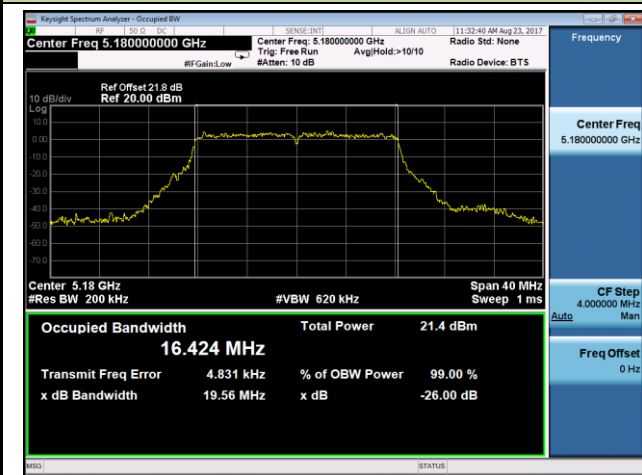 Keysight Spectrum Analyzer - Occupied BW
RF 50 Ω DC SENSE:INT ALIGN AUTO 11:32:40 AM Aug 23, 2017
Center Freq 5.180000000 GHz Center Freq: 5.180000000 GHz Radio Std: None Frequency
Trig: Free Run Avg|Hold:>10/10
#IFGain:Low #Atten: 10 dB Radio Device: BTS
Ref Offset 21.8 dB
10 dB/div Ref 20.00 dBm
Log
10.0
0.00
-10.0
-20.0
-30.0
-40.0
-50.0
-60.0
-70.0
Center Freq
5.180000000 GHz
Center 5.18 GHz Span 40 MHz
#Res BW 200 kHz #VBW 620 kHz Sweep 1 ms
CF Step
4.000000 MHz
Auto Man
Occupied Bandwidth Total Power 21.4 dBm
16.424 MHz
Transmit Freq Error 4.831 kHz % of OBW Power 99.00 %
x dB Bandwidth 19.56 MHz x dB -26.00 dB
Freq Offset
0 Hz
MSG STATUS